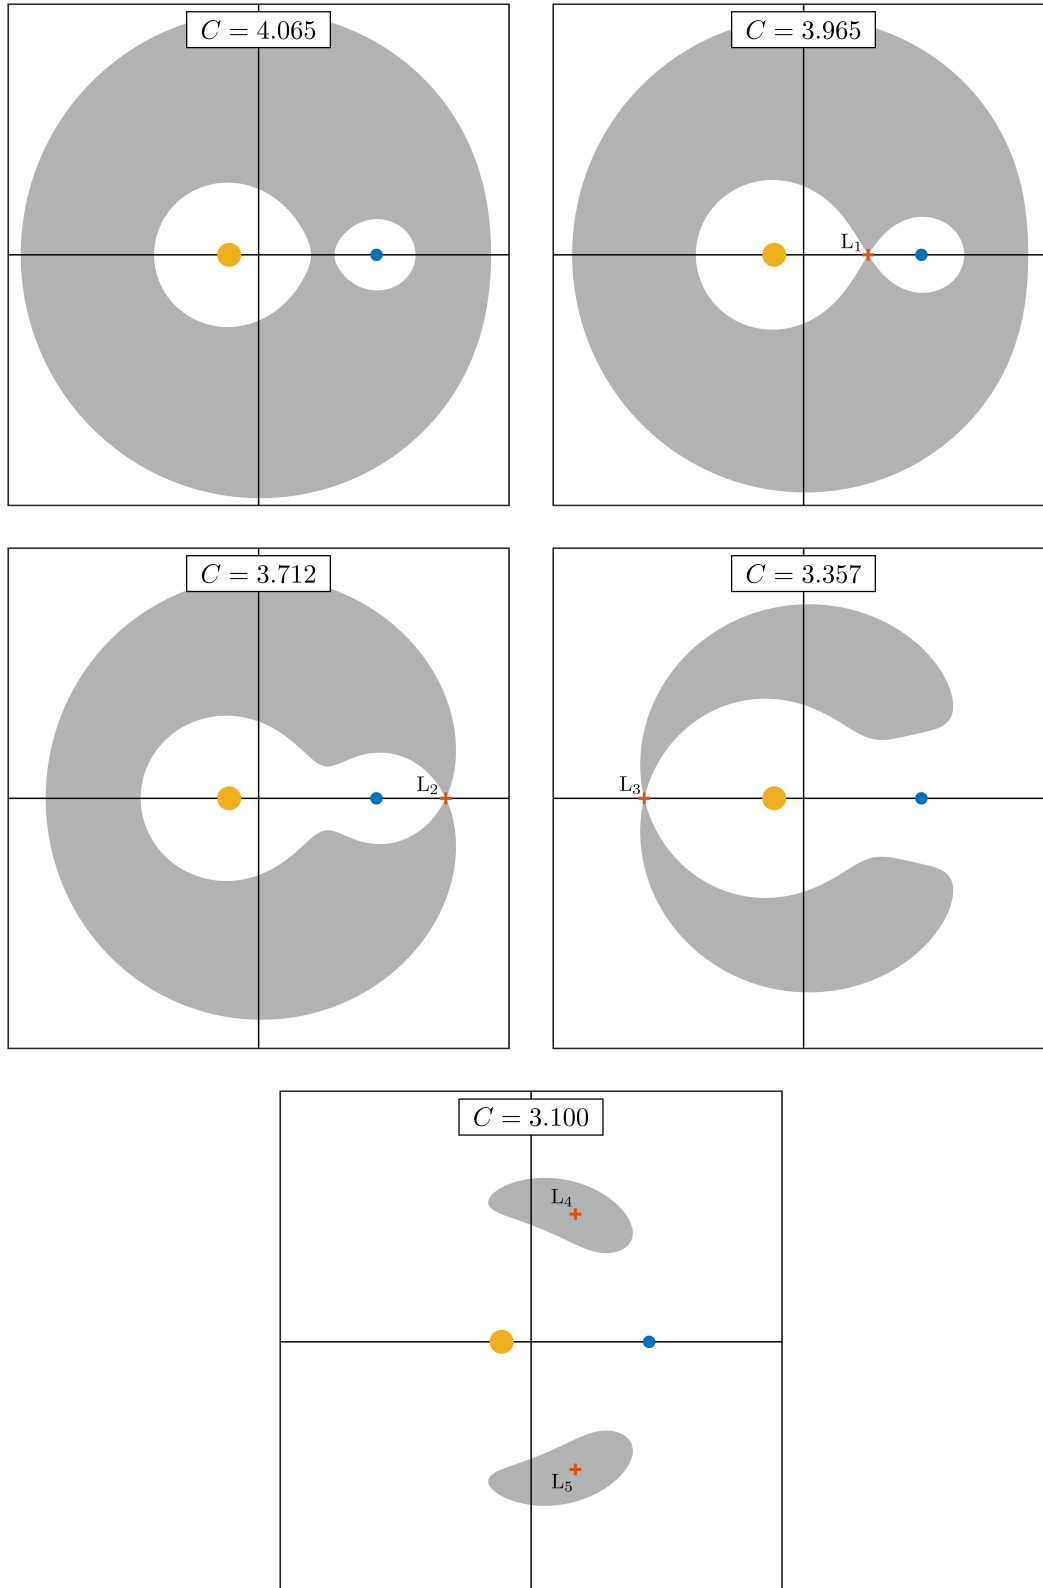 C = 4.065
C = 3.965
L₁
C = 3.712
C = 3.357
L₂
L₃
C = 3.100
L₄
L₅